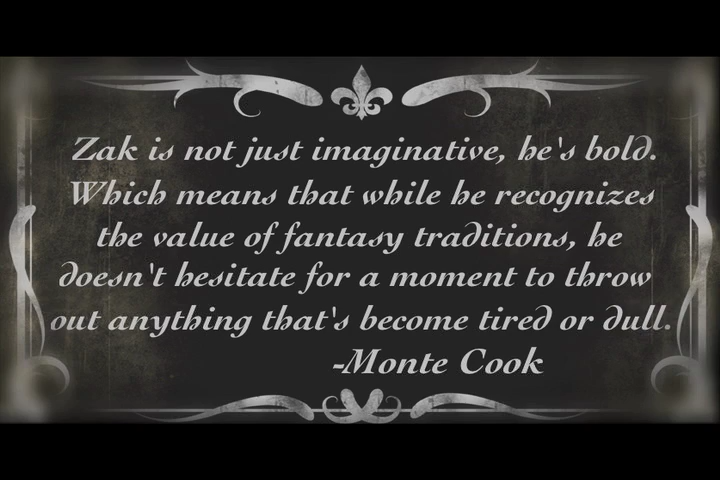 Zak is not just imaginative, he's bold.
Which means that while he recognizes
the value of fantasy traditions, he
doesn't hesitate for a moment to throw
out anything that's become tired or dull.
-Monte Cook